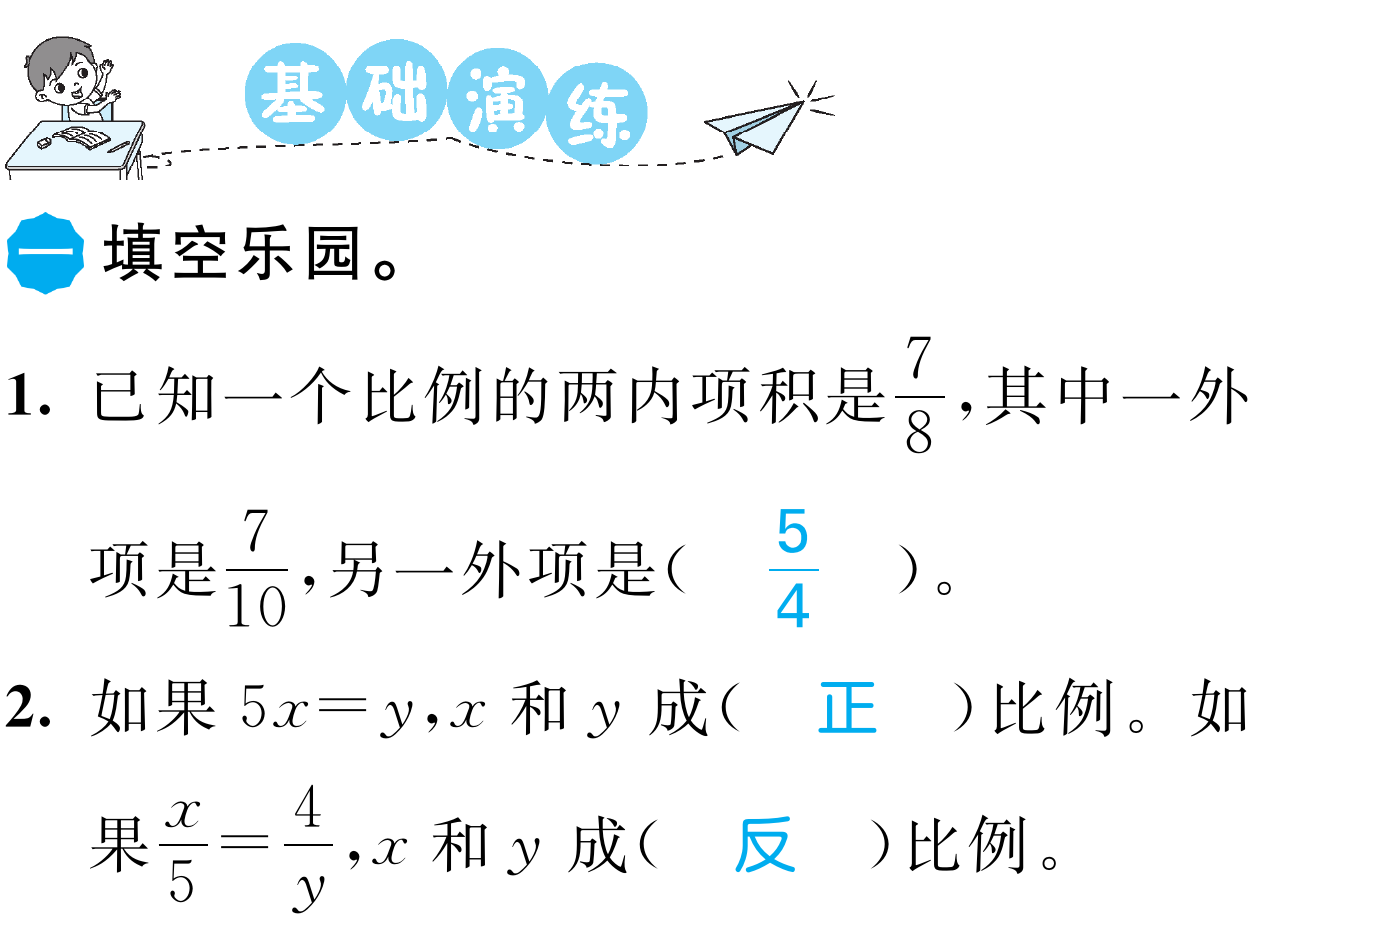 基础演练
一 填空乐园。
1. 已知一个比例的两内项积是7/8,其中一外
项是7/10,另一外项是( 5/4 )。
2. 如果 5x=y,x 和 y 成( 正 )比例。如
果x/5=4/y,x 和 y 成( 反 )比例。